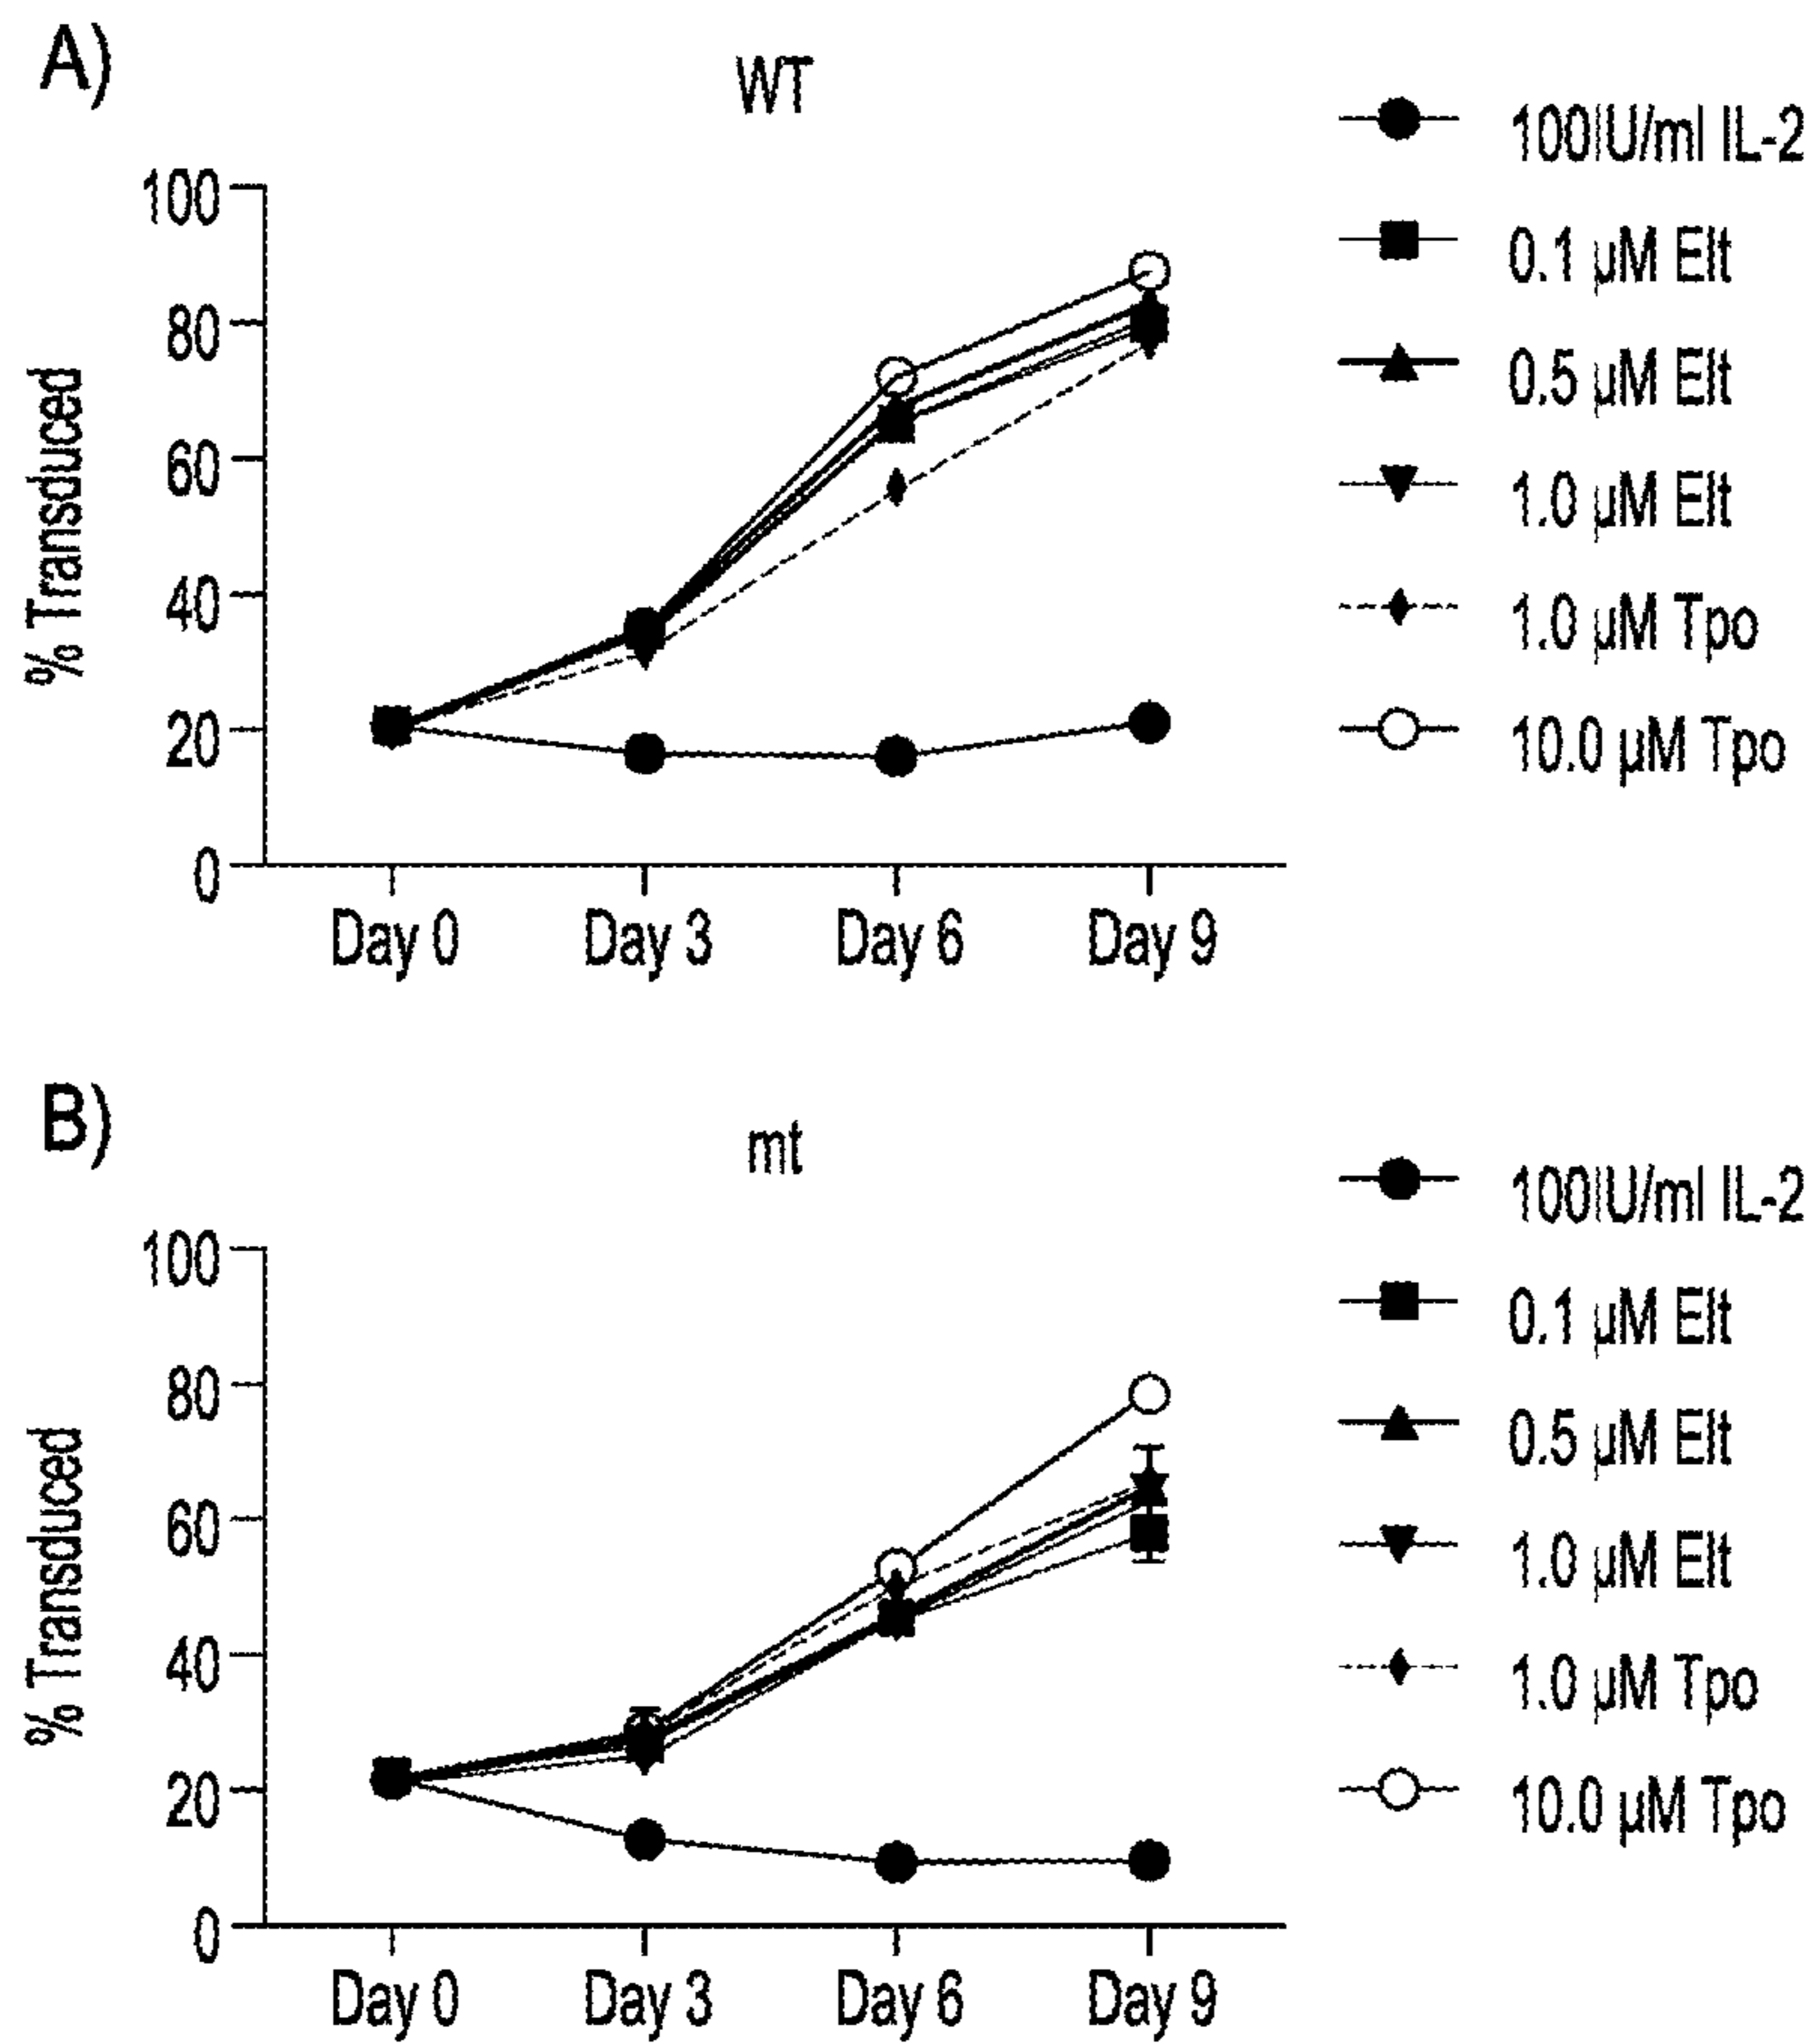 A)
WT
% Transduced
100
80
60
40
20
0
Day 0 Day 3 Day 6 Day 9
100IU/ml IL-2
0.1 µM Elt
0.5 µM Elt
1.0 µM Elt
1.0 µM Tpo
10.0 µM Tpo
B)
mt
% Transduced
100
80
60
40
20
0
Day 0 Day 3 Day 6 Day 9
100IU/ml IL-2
0.1 µM Elt
0.5 µM Elt
1.0 µM Elt
1.0 µM Tpo
10.0 µM Tpo